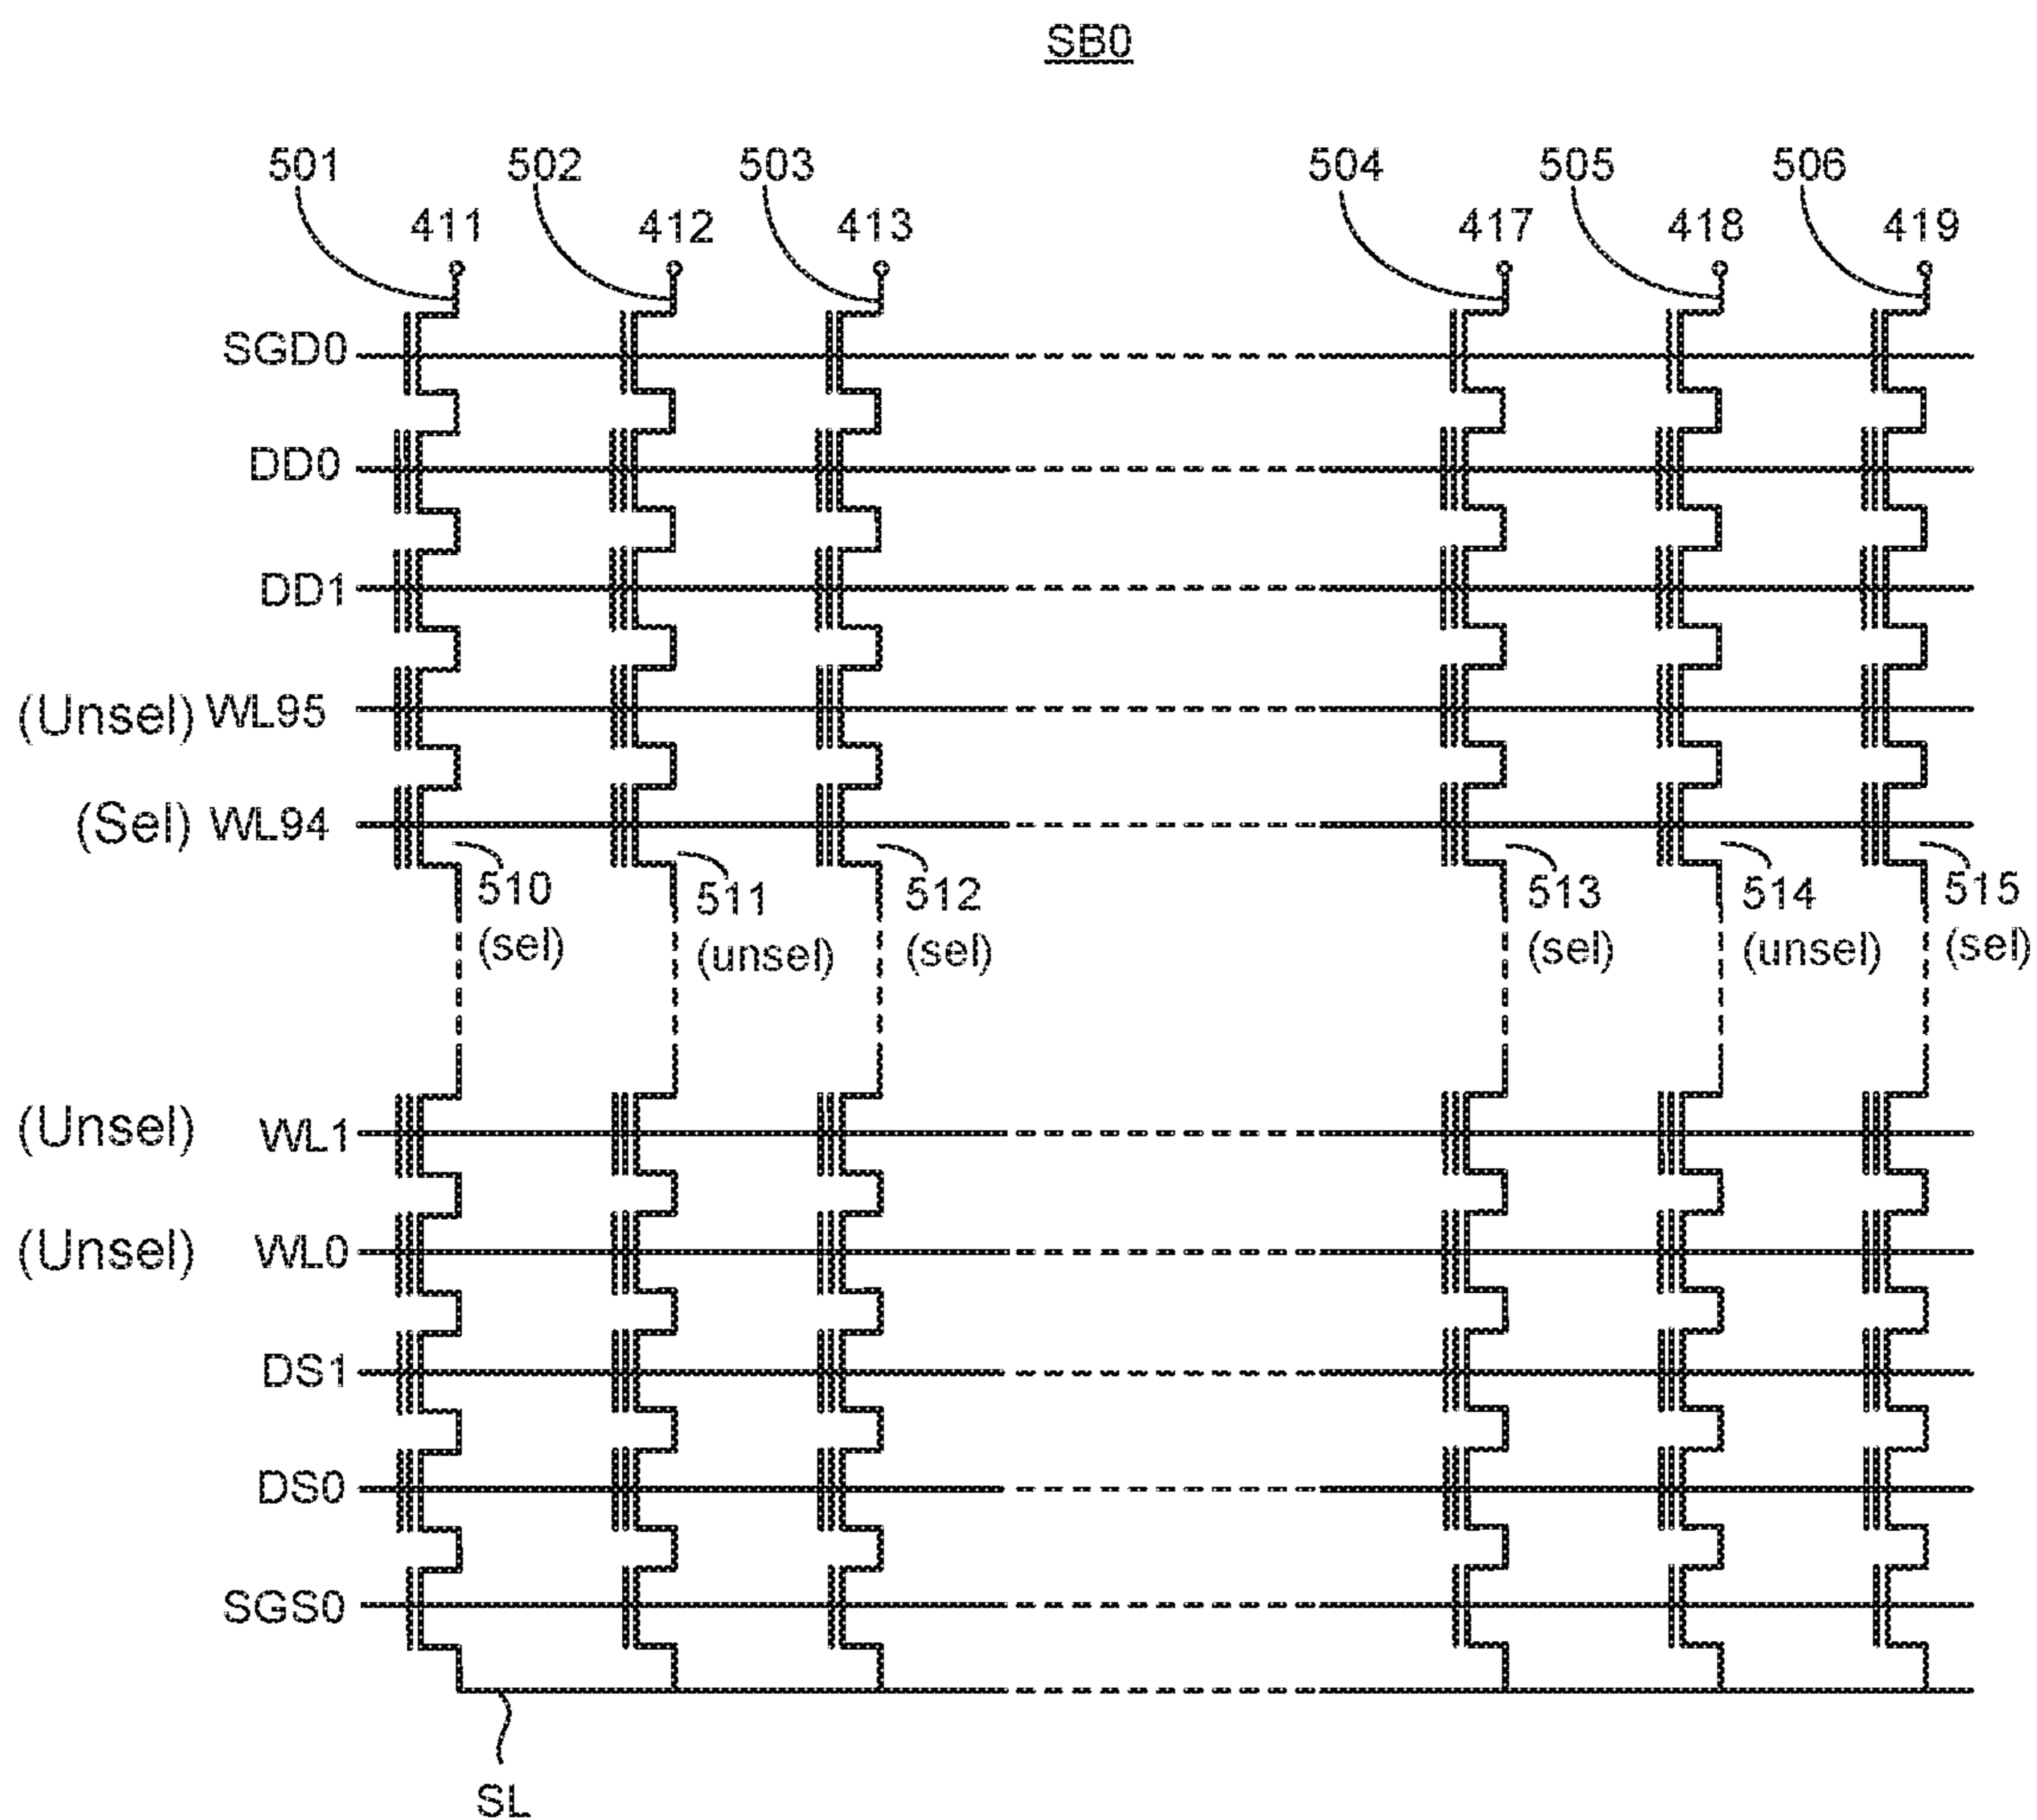 SB0
501 502 503 504 505 506
411 412 413 417 418 419
SGD0
DD0
DD1
(Unsel) WL95
(Sel) WL94
510 511 512 513 514 515
(sel) (unsel) (sel) (sel) (unsel) (sel)
(Unsel) WL1
(Unsel) WL0
DS1
DS0
SGS0
SL